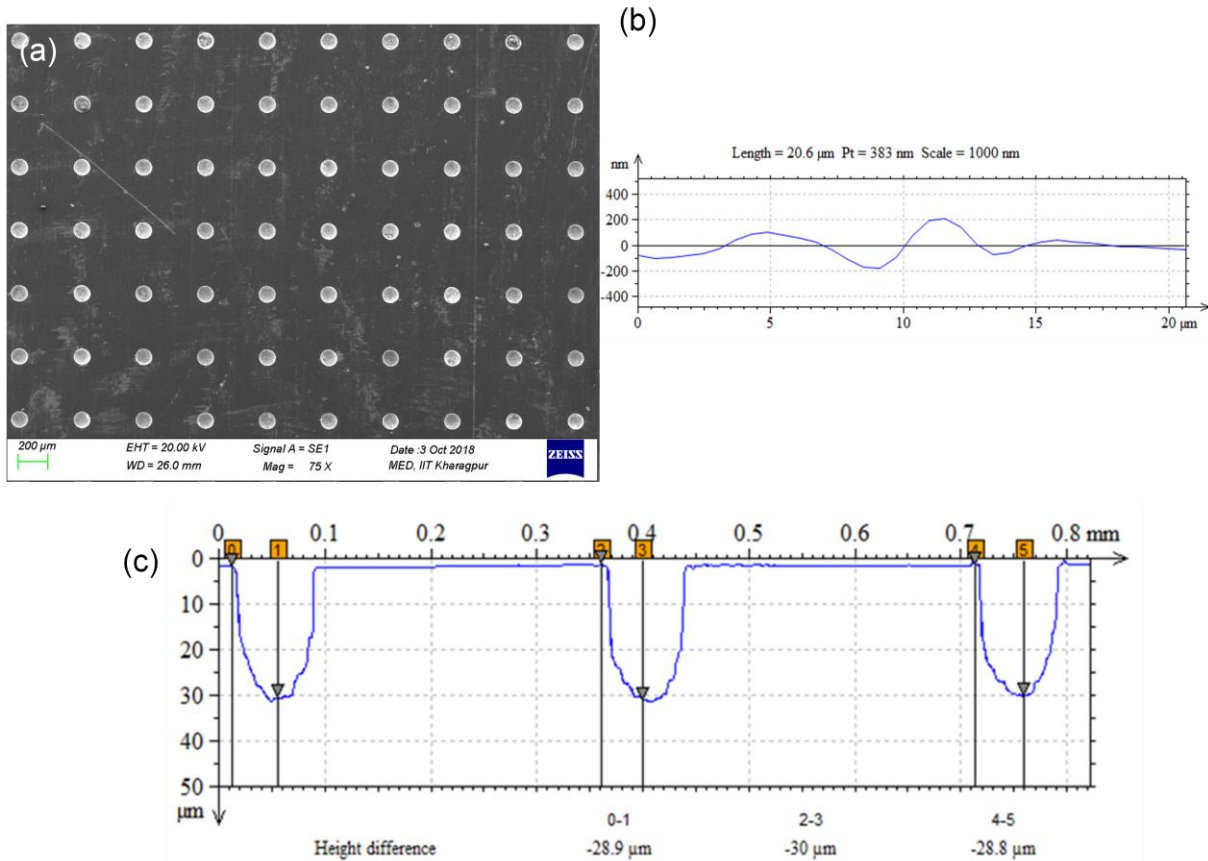 (a)
200 µm
EHT = 20.00 kV
Signal A = SE1
Date :3 Oct 2018
WD = 26.0 mm
Mag = 75 X
MED, IIT Kharagpur
ZEISS
(b)
Length = 20.6 µm Pt = 383 nm Scale = 1000 nm
nm
400
200
0
-200
-400
0 5 10 15 20 µm
(c)
0 0.1 0.2 0.3 0.4 0.5 0.6 0.7 0.8 mm
0 1 2 3 4 5
0
10
20
30
40
50
µm
0-1 2-3 4-5
Height difference -28.9 µm -30 µm -28.8 µm